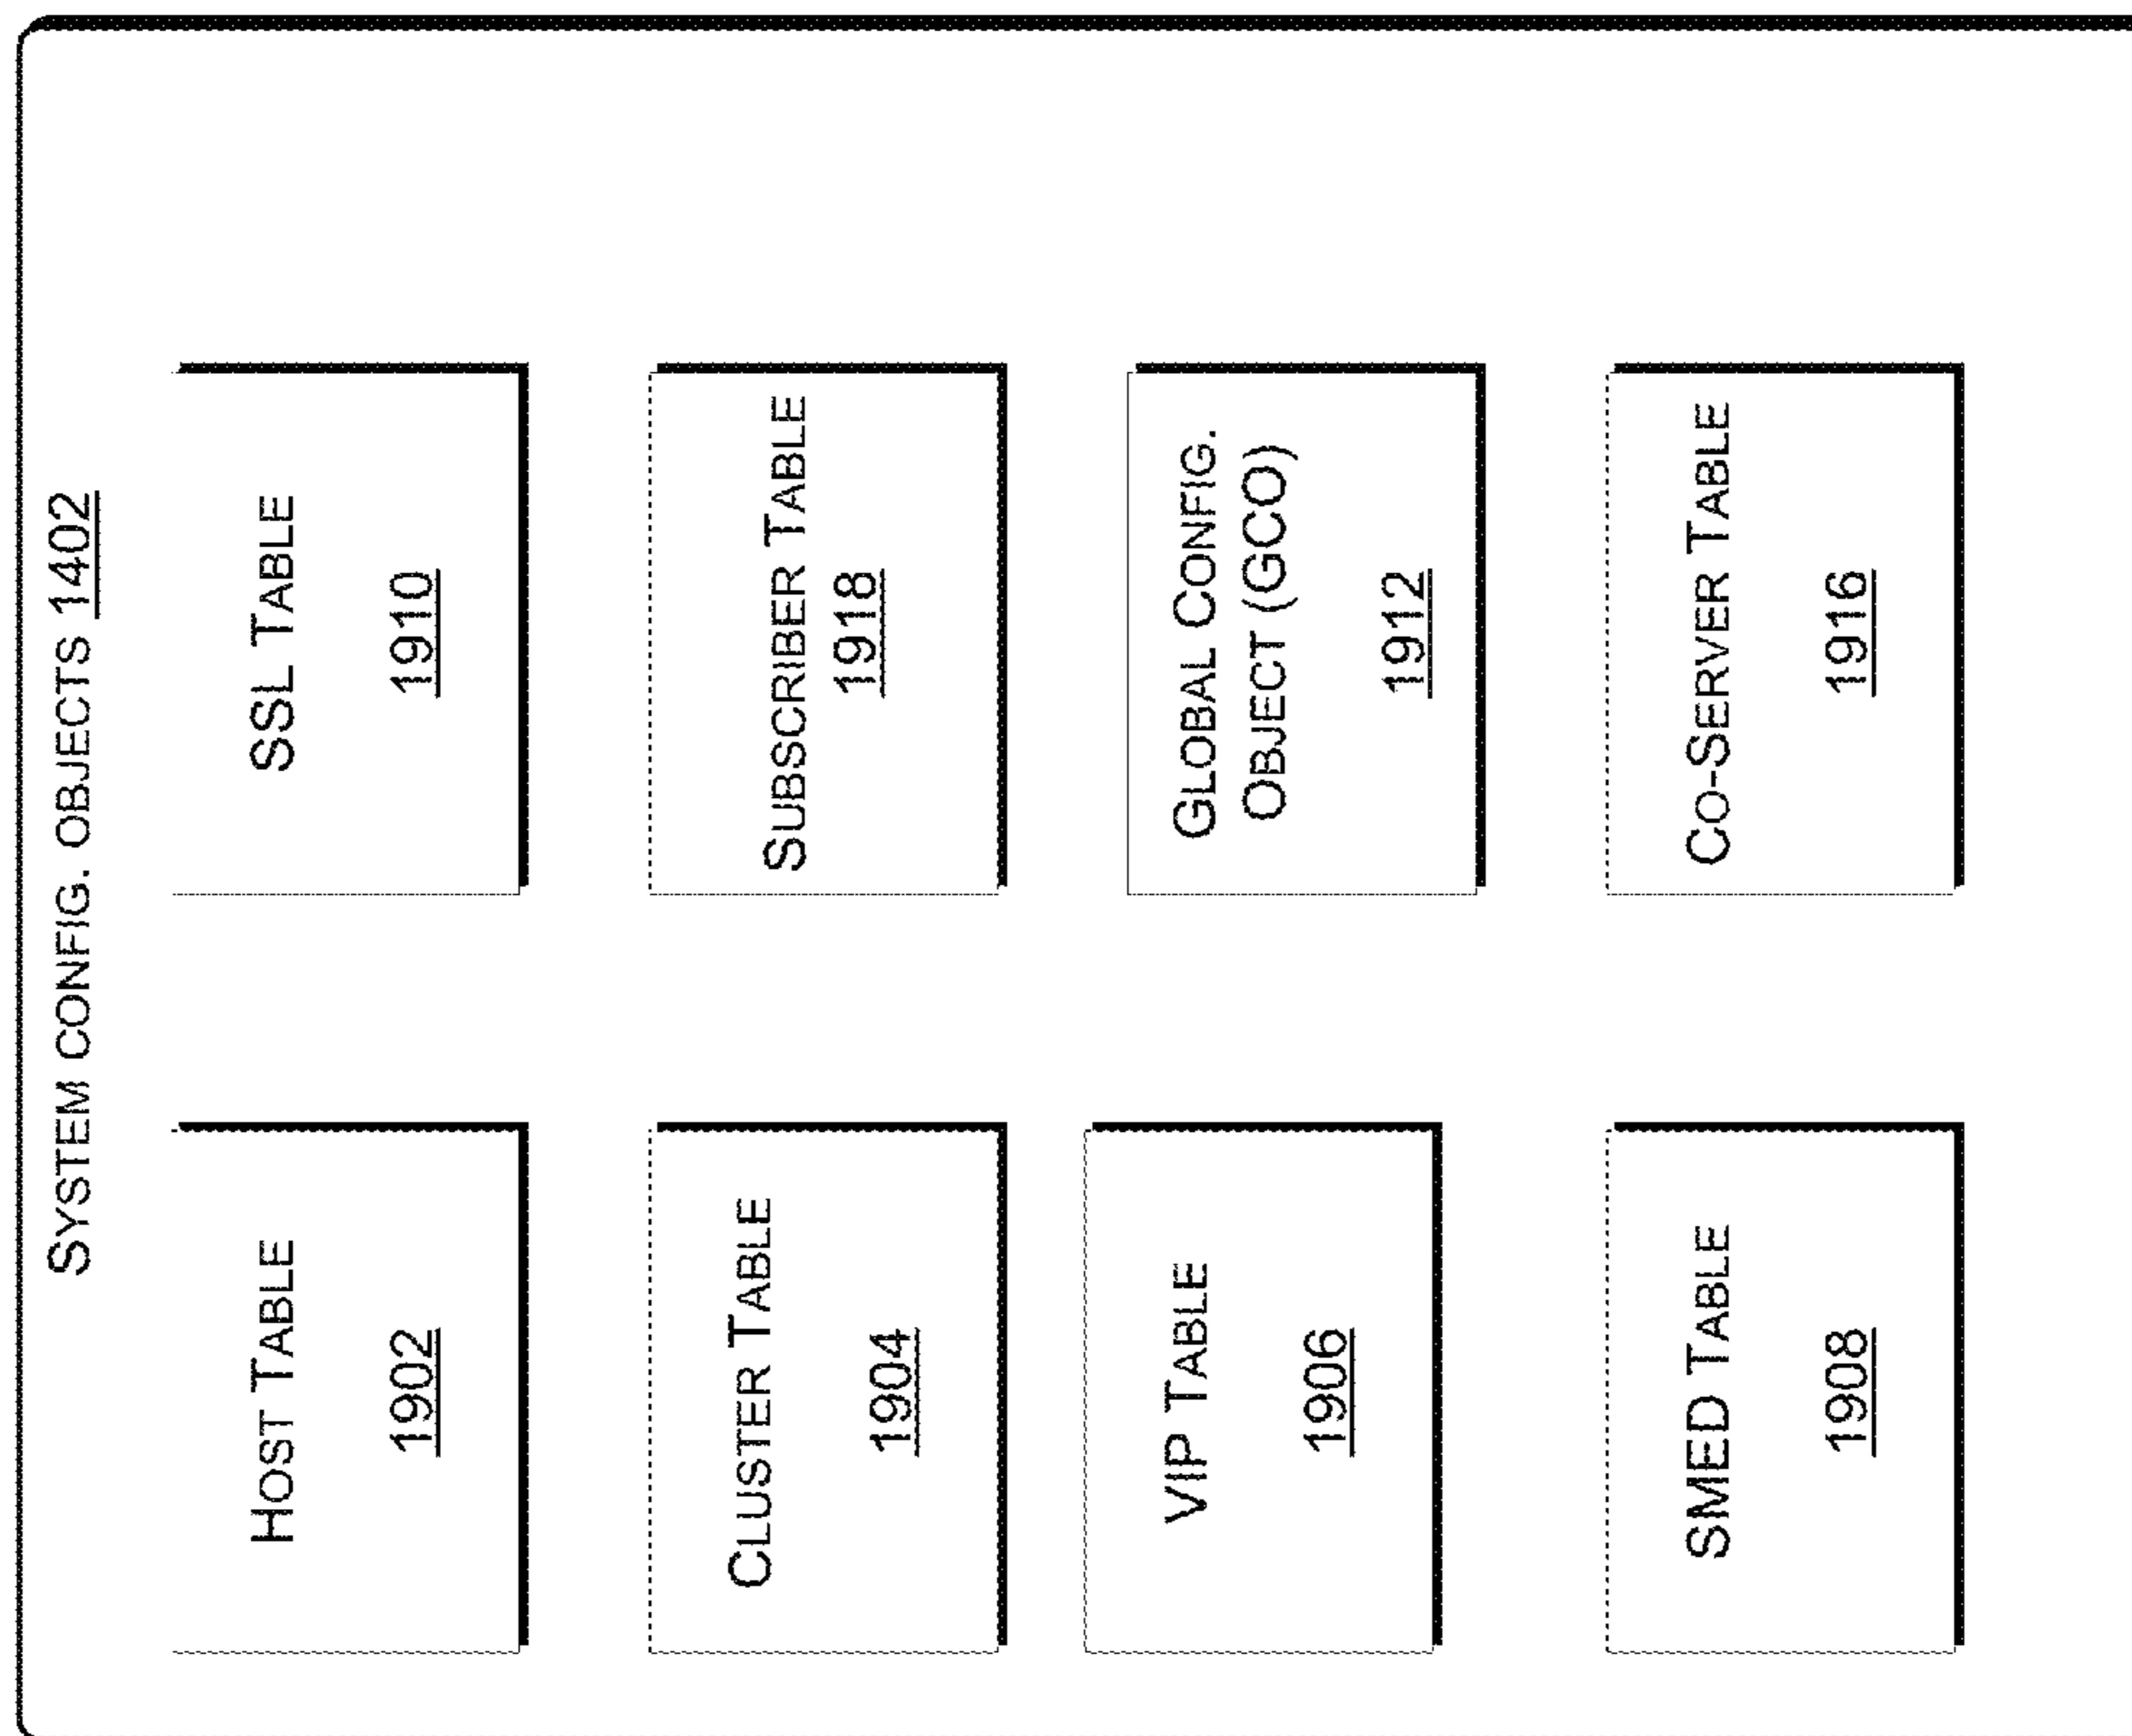 SYSTEM CONFIG. OBJECTS 1402
HOST TABLE
1902
SSL TABLE
1910
CLUSTER TABLE
1904
SUBSCRIBER TABLE
1918
VIP TABLE
1906
GLOBAL CONFIG.
OBJECT (GCO)
1912
SMED TABLE
1908
CO-SERVER TABLE
1916